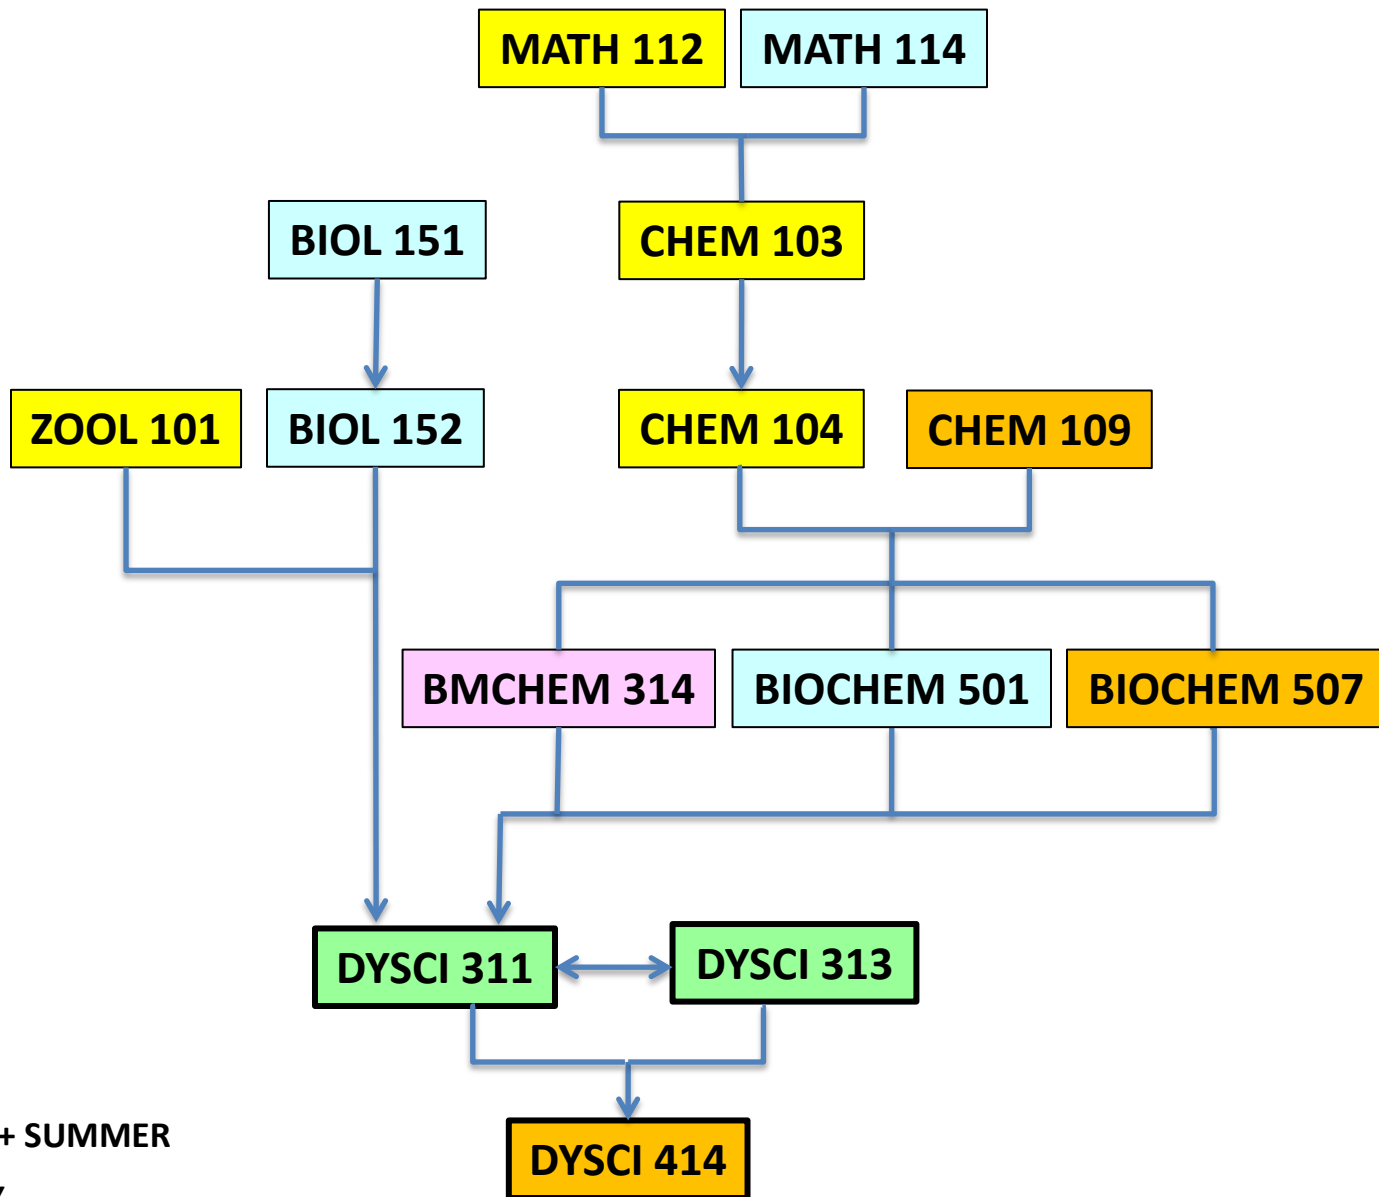 MATH 112
MATH 114
BIOL 151
CHEM 103
ZOOL 101
BIOL 152
CHEM 104
CHEM 109
BMCHEM 314
BIOCHEM 501
BIOCHEM 507
DYSCI 311
DYSCI 313
+ SUMMER
DYSCI 414